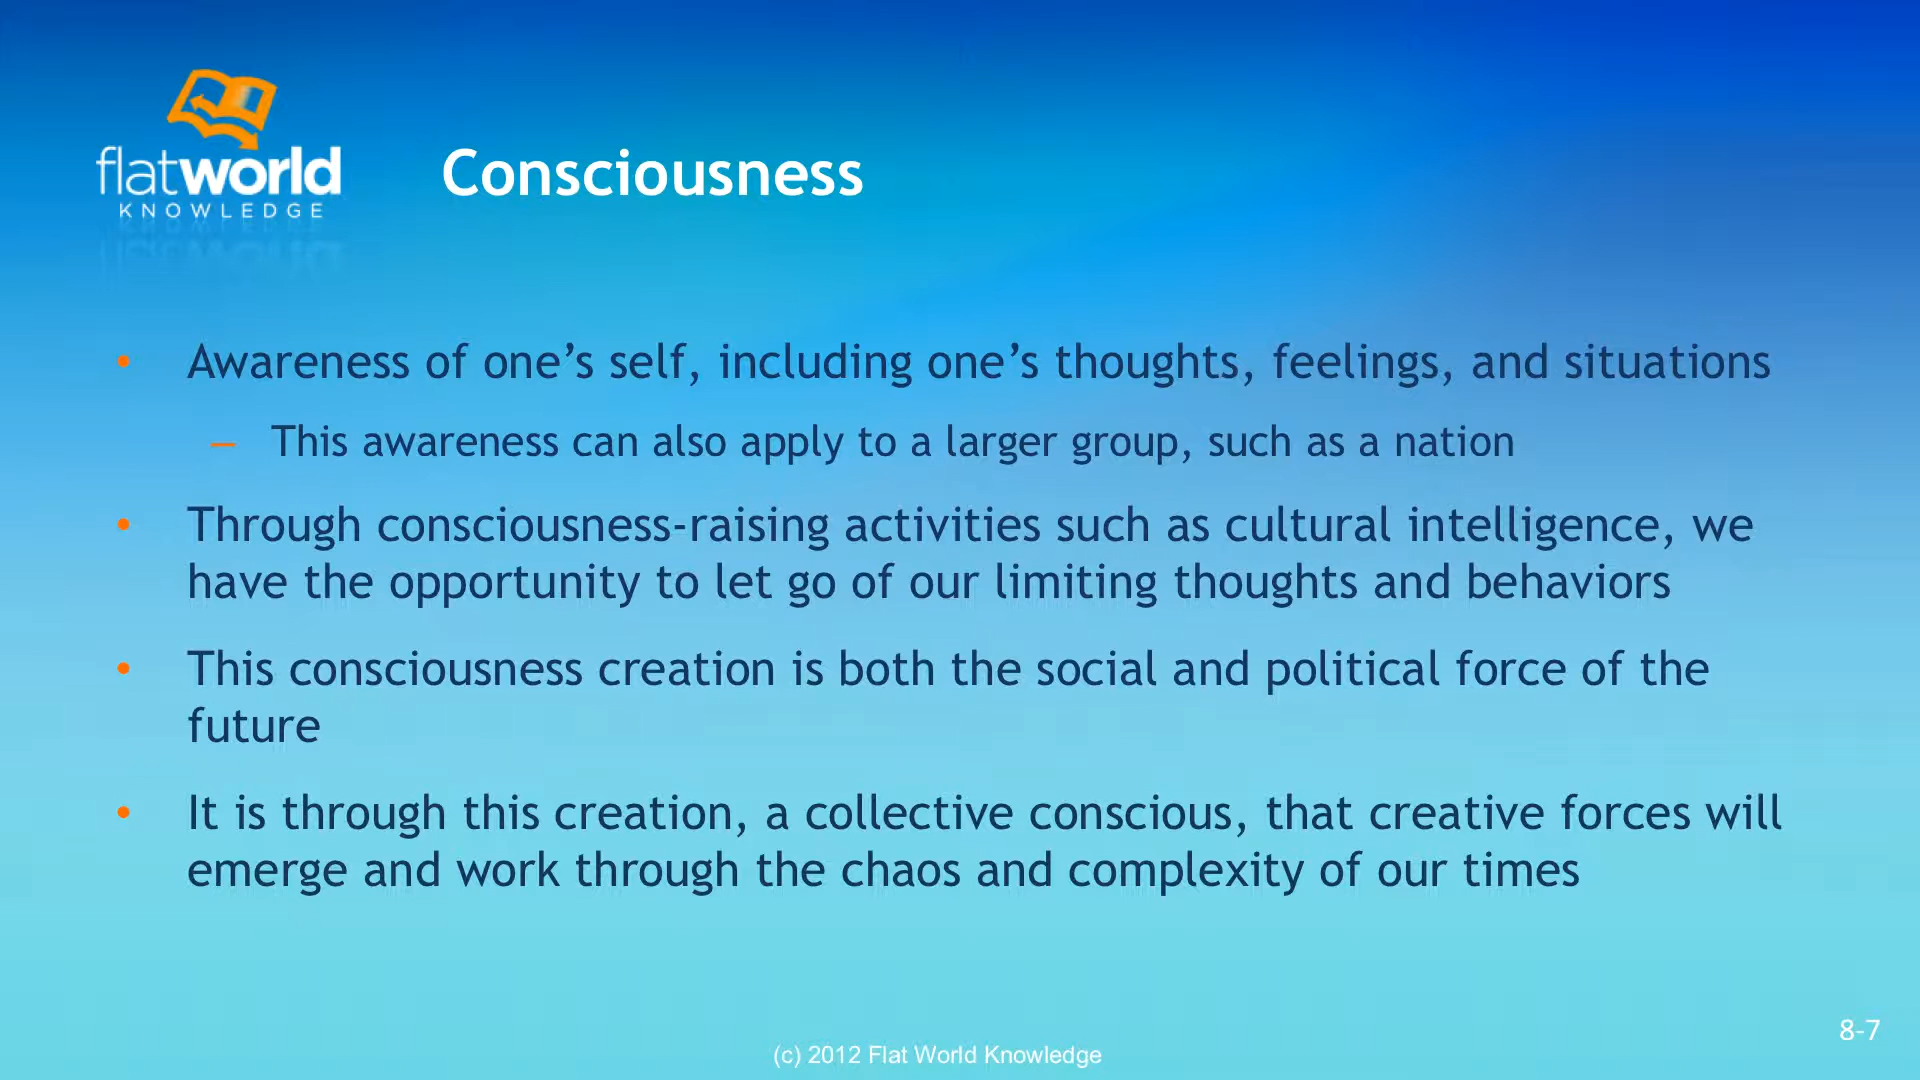 flatworld
KNOWLEDGE
Consciousness
• Awareness of one’s self, including one’s thoughts, feelings, and situations
– This awareness can also apply to a larger group, such as a nation
• Through consciousness-raising activities such as cultural intelligence, we
have the opportunity to let go of our limiting thoughts and behaviors
• This consciousness creation is both the social and political force of the
future
• It is through this creation, a collective conscious, that creative forces will
emerge and work through the chaos and complexity of our times
8-7
(c) 2012 Flat World Knowledge